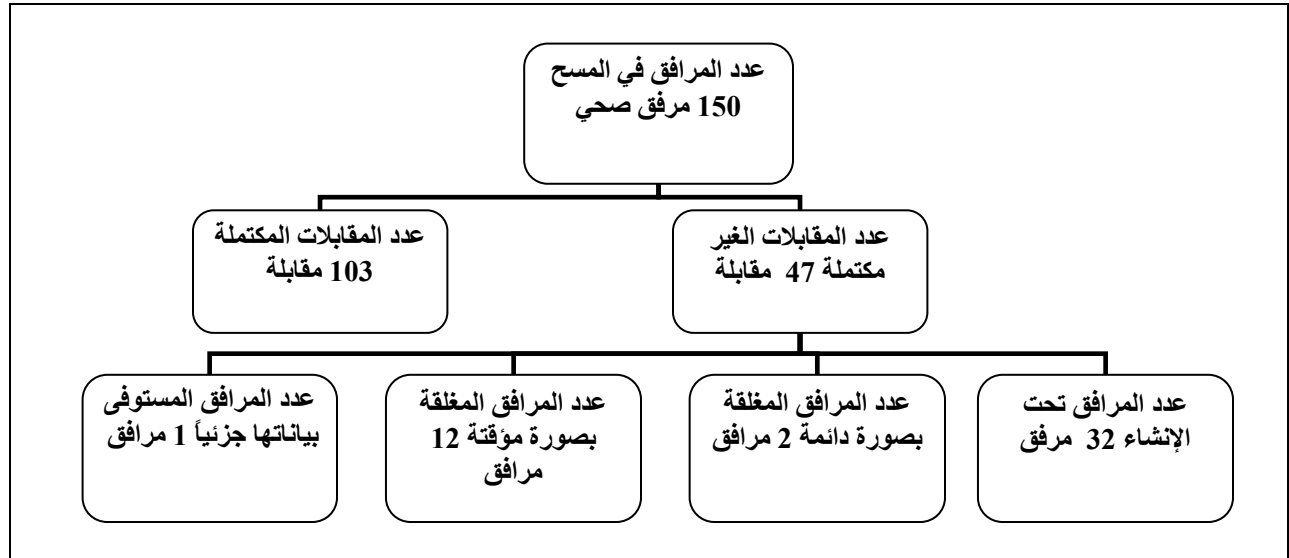 عدد المرافق في المسح
150 مرفق صحي
عدد المقابلات الغير
مكتملة 47 مقابلة
عدد المقابلات المكتملة
103 مقابلة
عدد المرافق تحت
الإنشاء 32 مرفق
عدد المرافق المغلقة
بصورة دائمة 2 مرافق
عدد المرافق المغلقة
بصورة مؤقتة 12
مرافق
عدد المرافق المستوفى
بياناتها جزئياً 1 مرافق